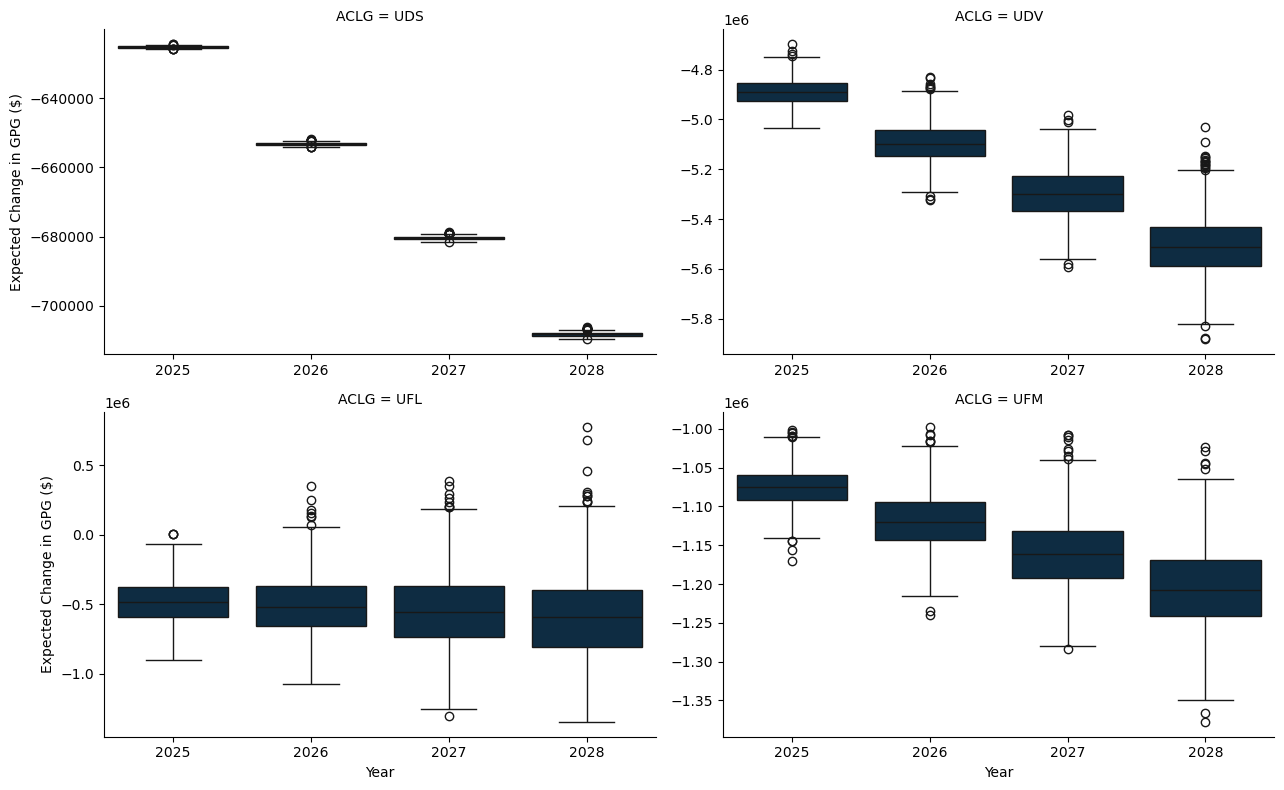 ACLG = UDS
Expected Change in GPG ($)
−640000
−660000
−680000
−700000
2025 2026 2027 2028
ACLG = UDV
1e6
−4.8
−5.0
−5.2
−5.4
−5.6
−5.8
2025 2026 2027 2028
ACLG = UFL
1e6
Expected Change in GPG ($)
0.5
0.0
−0.5
−1.0
2025 2026 2027 2028
Year
ACLG = UFM
1e6
−1.00
−1.05
−1.10
−1.15
−1.20
−1.25
−1.30
−1.35
2025 2026 2027 2028
Year